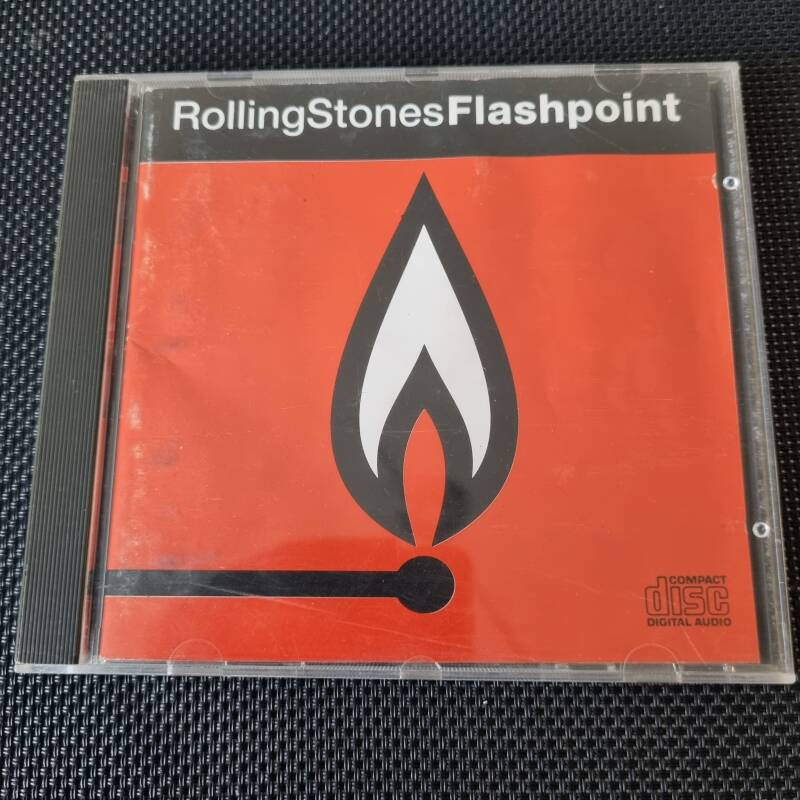 RollingStonesFlashpoint
COMPACT
disc
DIGITAL AUDIO